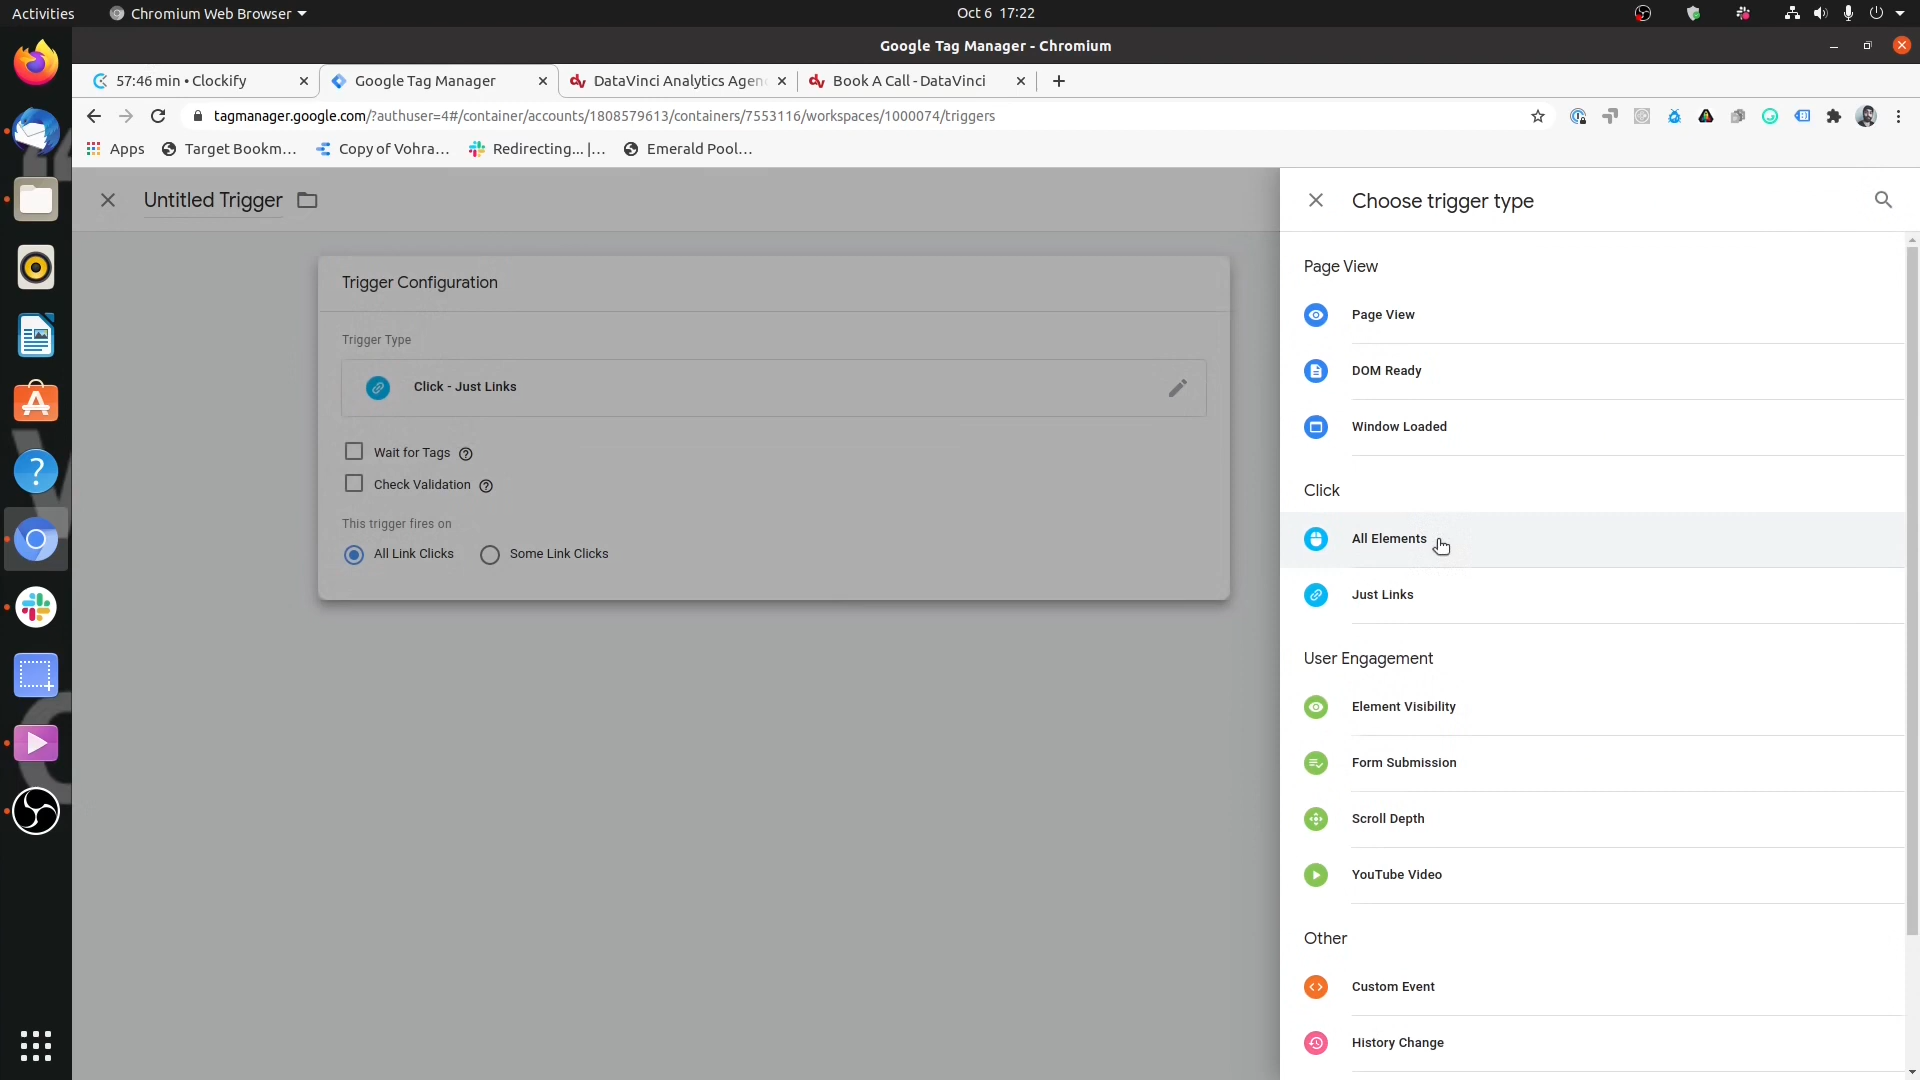 Activities
Chromium Web Browser
Oct 6 17:22
Google Tag Manager - Chromium
57:46 min • Clockify
Google Tag Manager
DataVinci Analytics Agen
Book A Call - DataVinci
tagmanager.google.com/?authuser=4#/container/accounts/1808579613/containers/7553116/workspaces/1000074/triggers
Apps
Target Bookm...
Copy of Vohra...
Redirecting... |...
Emerald Pool...
Untitled Trigger
Trigger Configuration
Trigger Type
Click - Just Links
Wait for Tags
Check Validation
This trigger fires on
All Link Clicks
Some Link Clicks
Choose trigger type
Page View
Page View
DOM Ready
Window Loaded
Click
All Elements
Just Links
User Engagement
Element Visibility
Form Submission
Scroll Depth
YouTube Video
Other
Custom Event
History Change